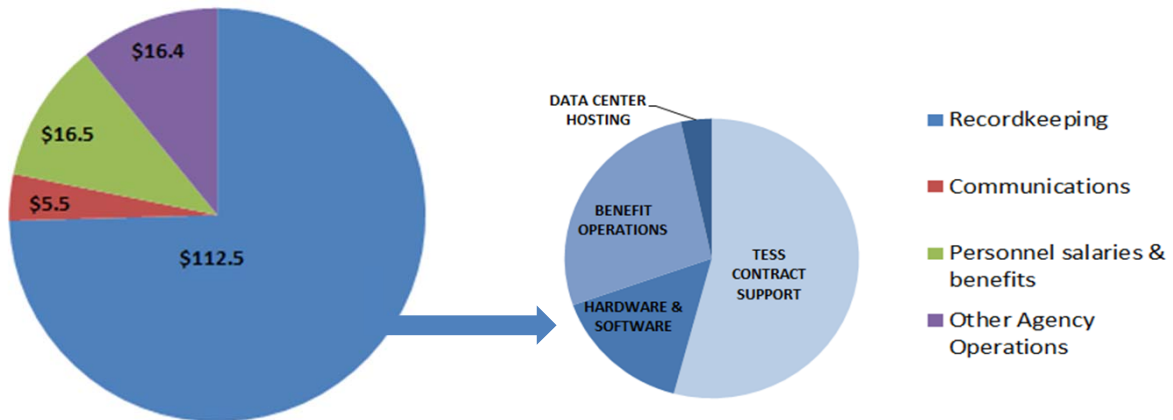 $16.4
$16.5
$5.5
$112.5
DATA CENTER
HOSTING
BENEFIT
OPERATIONS
HARDWARE &
SOFTWARE
TESS
CONTRACT
SUPPORT
Recordkeeping
Communications
Personnel salaries &
benefits
Other Agency
Operations